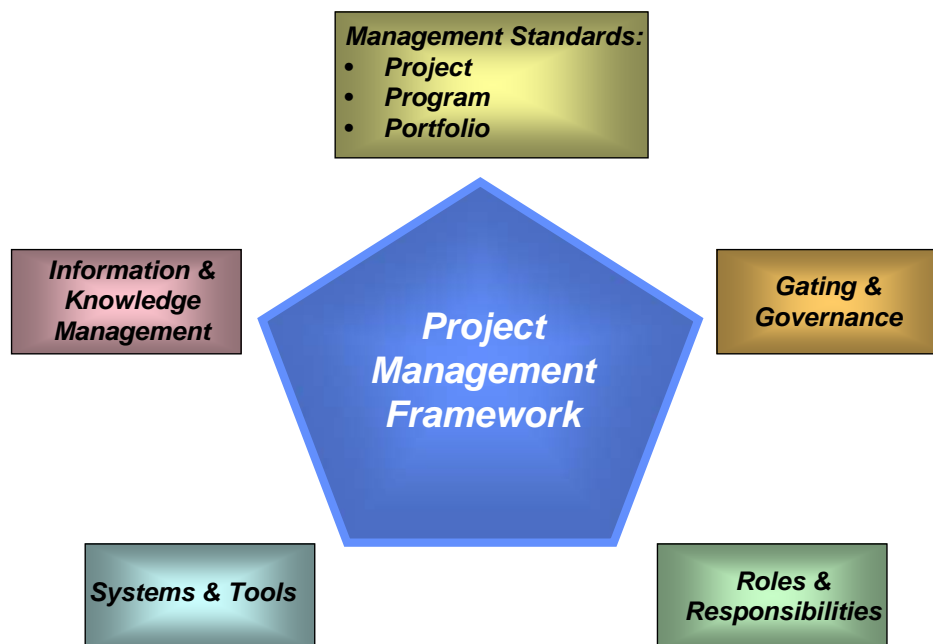 Management Standards:
• Project
• Program
• Portfolio
Information &
Knowledge
Management
Gating &
Governance
Project
Management
Framework
Systems & Tools
Roles &
Responsibilities